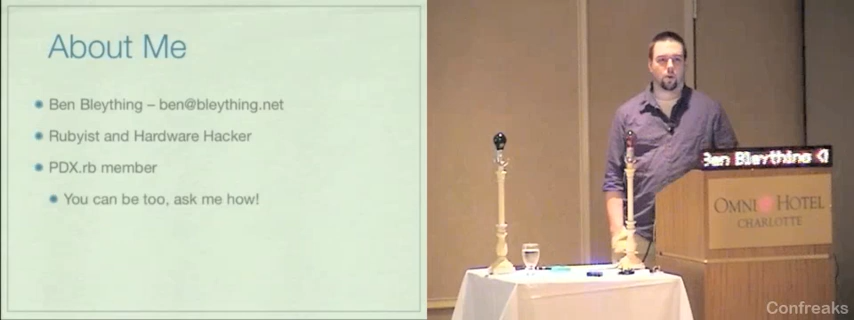 About Me
Ben Bleything – ben@bleything.net
Rubyist and Hardware Hacker
PDX.rb member
You can be too, ask me how!
Ben Bleything
OMNI HOTEL
CHARLOTTE
Confreaks